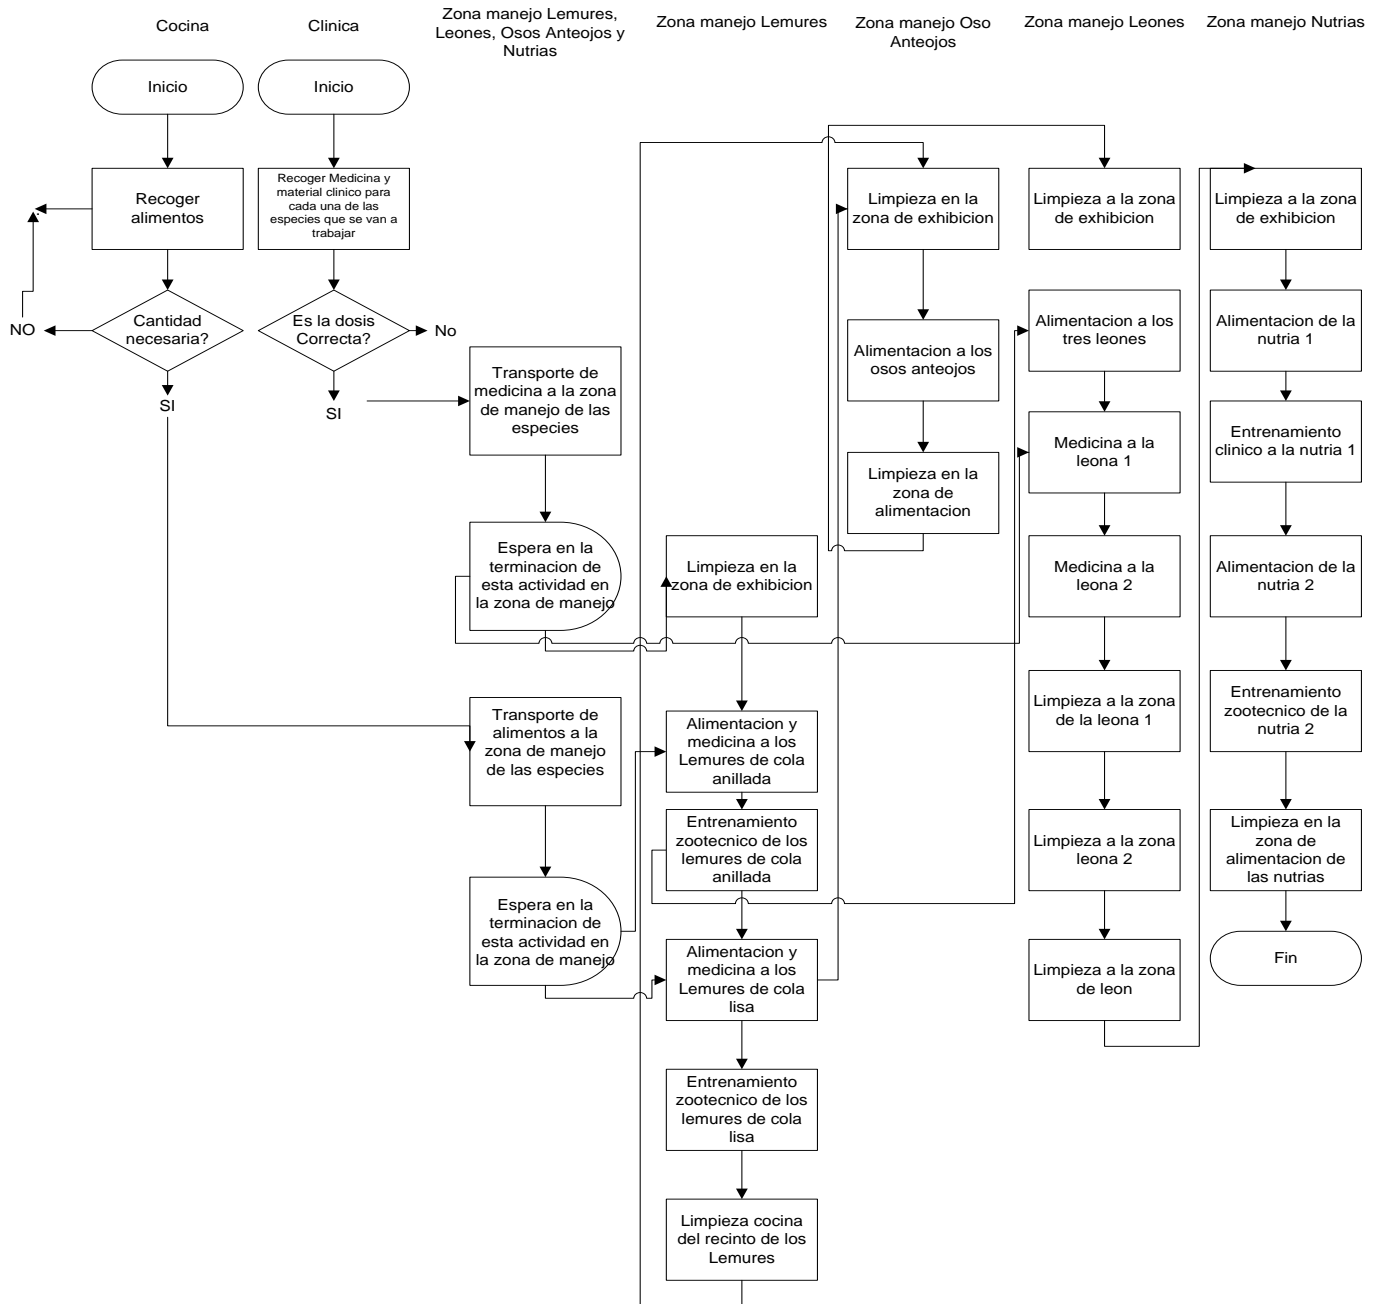 Cocina
Clinica
Zona manejo Lemures,
Leones, Osos Anteojos y
Nutrias
Zona manejo Lemures
Zona manejo Oso
Anteojos
Zona manejo Leones
Zona manejo Nutrias
Inicio
Recoger
alimentos
Cantidad
necesaria?
NO
SI
Inicio
Recoger Medicina y
material clinico para
cada una de las
especies que se van a
trabajar
Es la dosis
Correcta?
No
SI
Transporte de
medicina a la zona
de manejo de las
especies
Espera en la
terminacion de
esta actividad en
la zona de manejo
Transporte de
alimentos a la
zona de manejo
de las especies
Espera en la
terminacion de
esta actividad en
la zona de manejo
Limpieza en la
zona de exhibicion
Alimentacion y
medicina a los
Lemures de cola
anillada
Entrenamiento
zootecnico de los
lemures de cola
anillada
Alimentacion y
medicina a los
Lemures de cola
lisa
Entrenamiento
zootecnico de los
lemures de cola
lisa
Limpieza cocina
del recinto de los
Lemures
Limpieza en la
zona de exhibicion
Alimentacion a los
osos anteojos
Limpieza en la
zona de
alimentacion
Limpieza a la zona
de exhibicion
Alimentacion a los
tres leones
Medicina a la
leona 1
Medicina a la
leona 2
Limpieza a la zona
de la leona 1
Limpieza a la zona
leona 2
Limpieza a la zona
de leon
Limpieza a la zona
de exhibicion
Alimentacion de la
nutria 1
Entrenamiento
clinico a la nutria 1
Alimentacion de la
nutria 2
Entrenamiento
zootecnico de la
nutria 2
Limpieza en la
zona de
alimentacion de
las nutrias
Fin